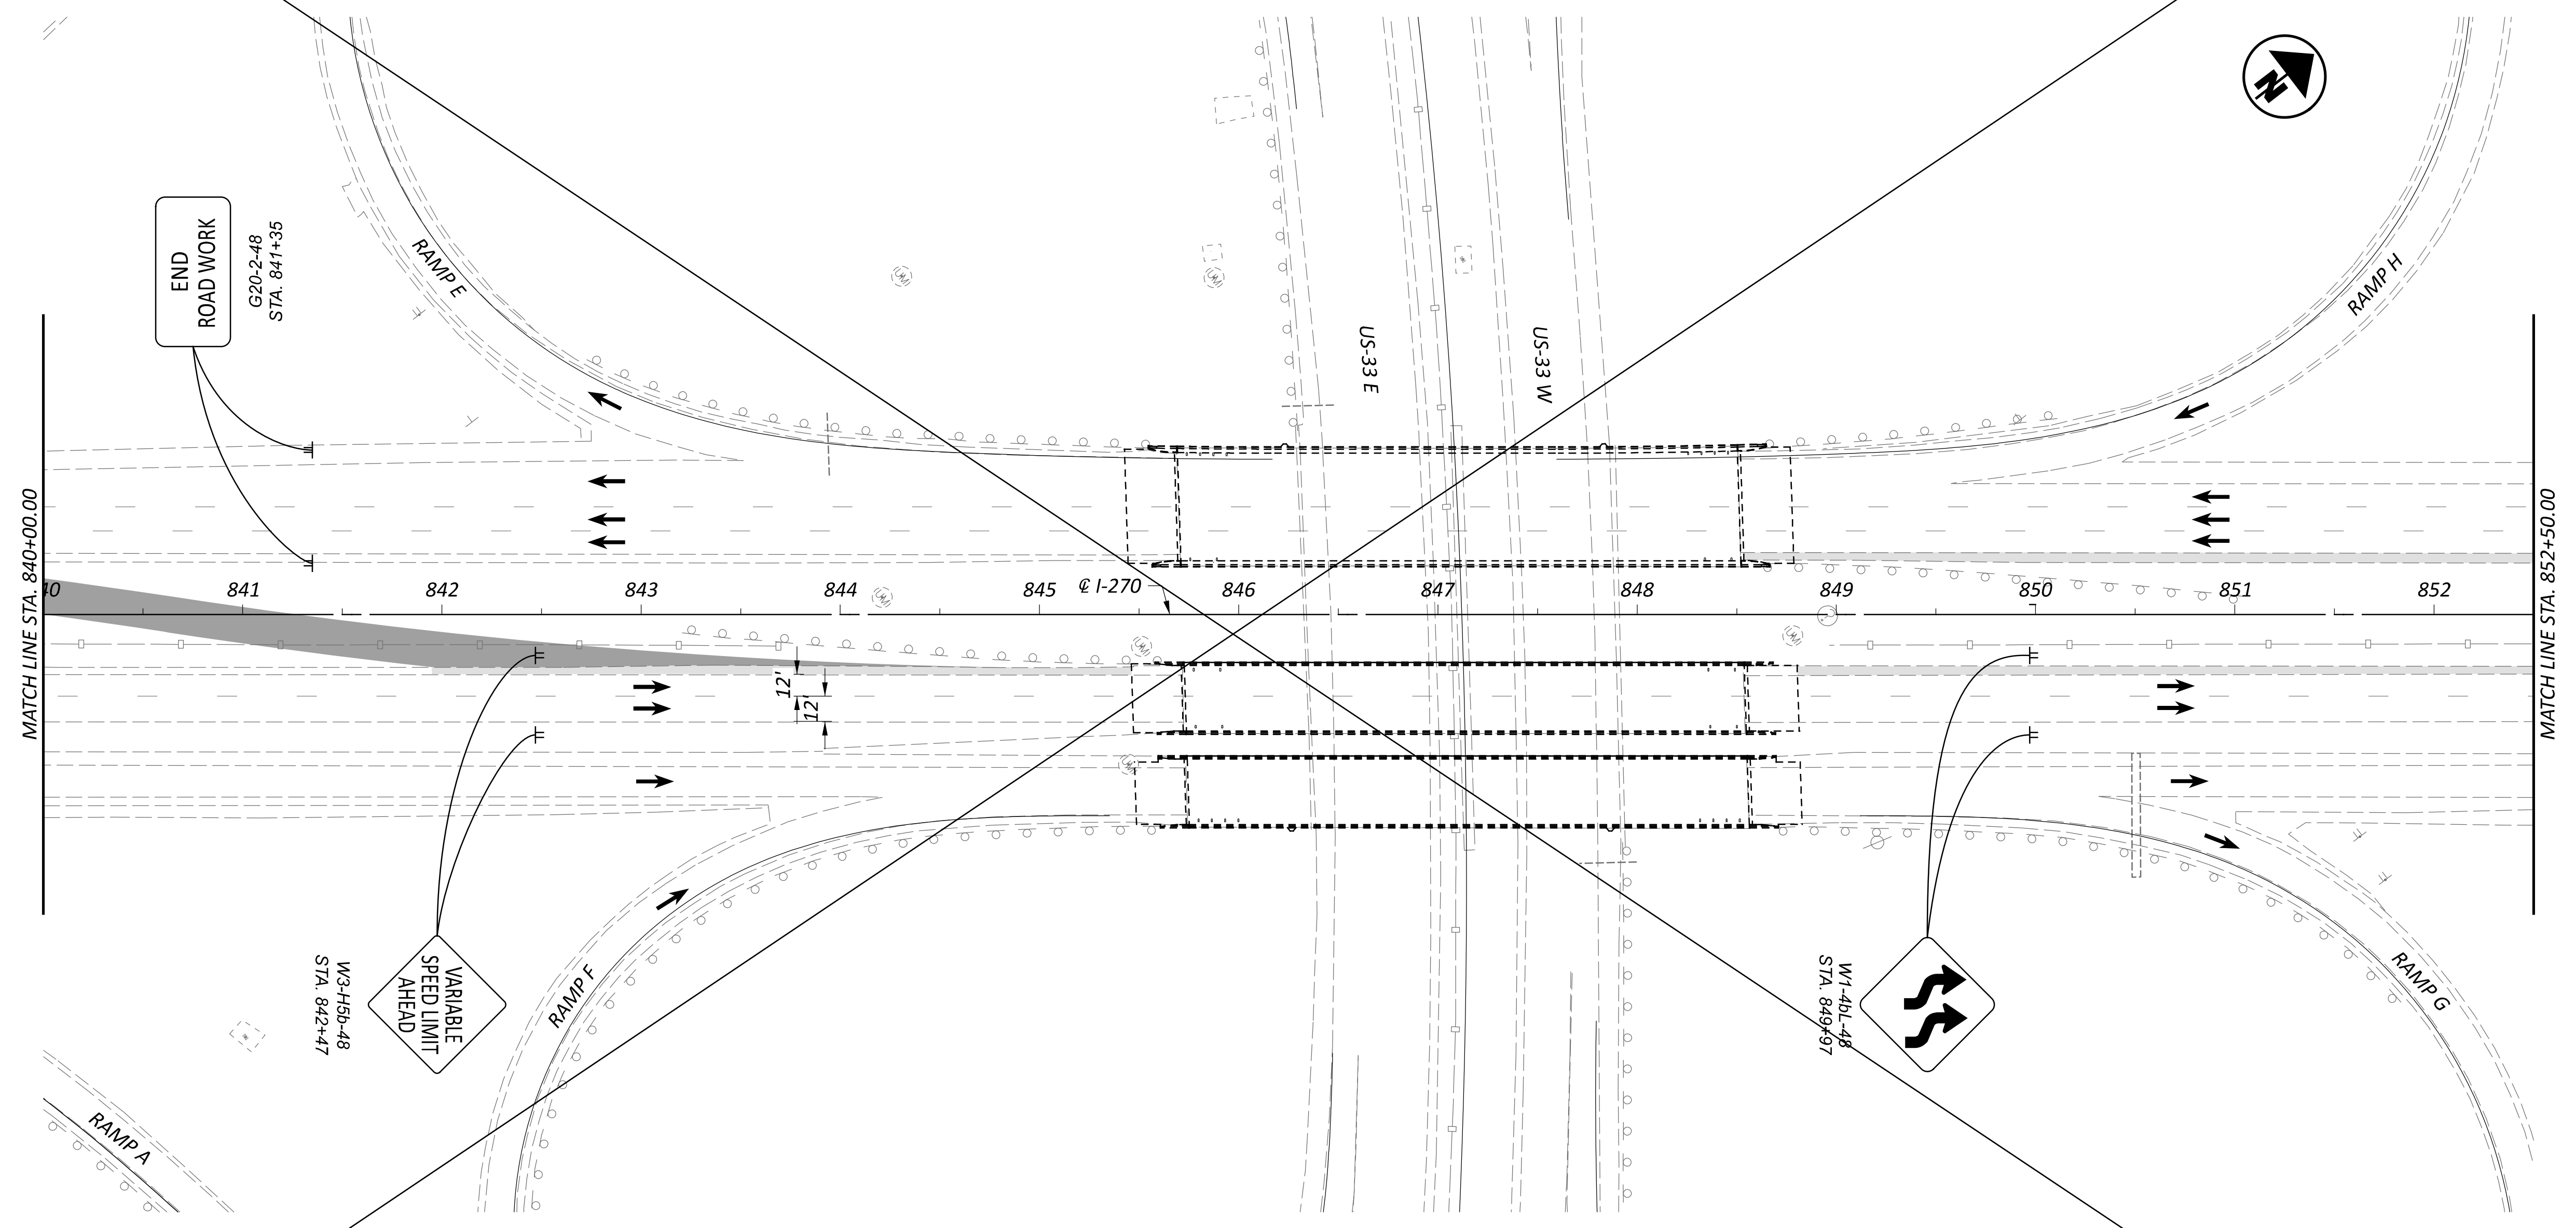 N
END
ROAD WORK
G20-2-48
STA. 841+35
RAMP E
US-33 E
US-33 W
RAMP H
MATCH LINE STA. 840+00.00
MATCH LINE STA. 852+50.00
40
841
842
843
844
845
℄ I-270
846
847
848
849
850
851
852
12'
12'
VARIABLE
SPEED LIMIT
AHEAD
W3-H5b-48
STA. 842+47
RAMP F
W1-4bL-48
STA. 849+97
RAMP G
RAMP A